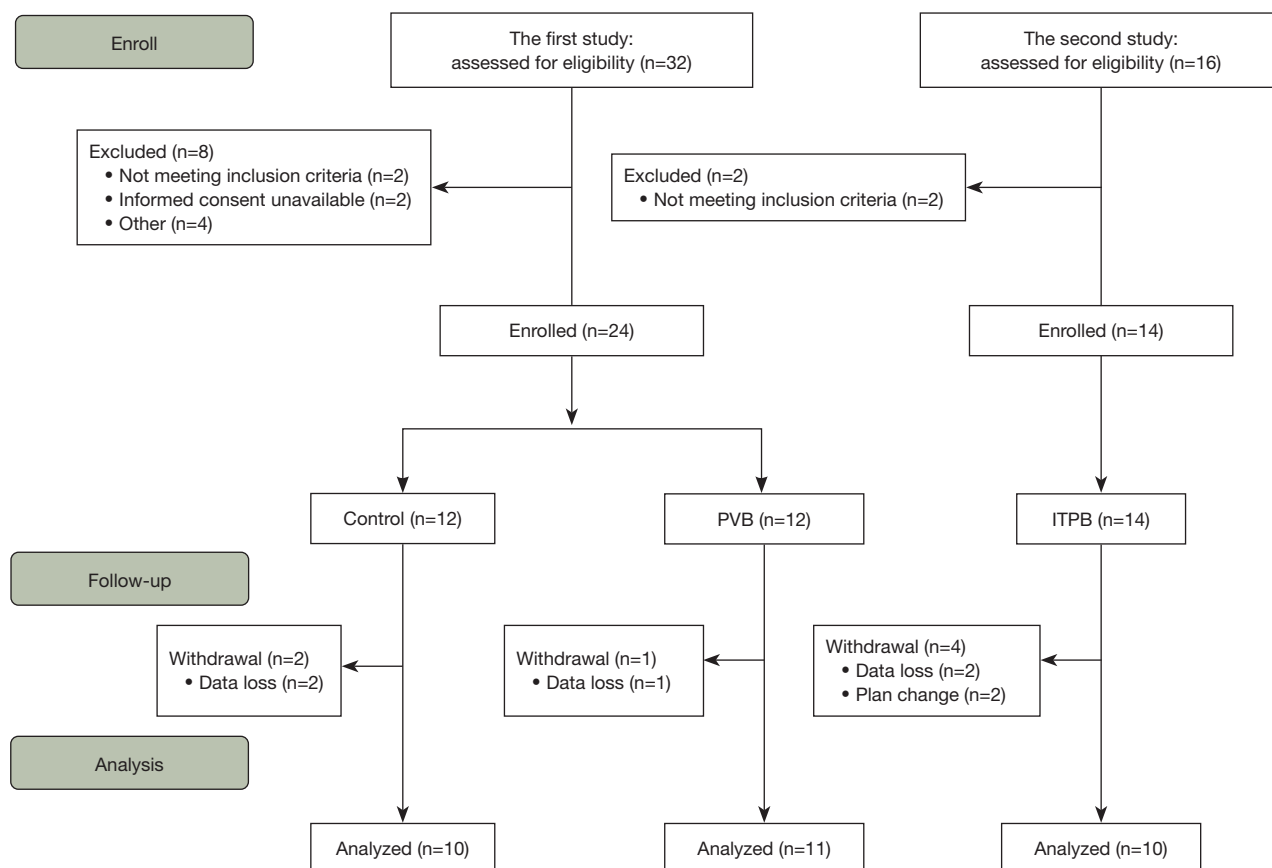 Enroll
The first study:
assessed for eligibility (n=32)
The second study:
assessed for eligibility (n=16)
Excluded (n=8)
• Not meeting inclusion criteria (n=2)
• Informed consent unavailable (n=2)
• Other (n=4)
Excluded (n=2)
• Not meeting inclusion criteria (n=2)
Enrolled (n=24)
Enrolled (n=14)
Control (n=12)
PVB (n=12)
ITPB (n=14)
Follow-up
Withdrawal (n=2)
• Data loss (n=2)
Withdrawal (n=1)
• Data loss (n=1)
Withdrawal (n=4)
• Data loss (n=2)
• Plan change (n=2)
Analysis
Analyzed (n=10)
Analyzed (n=11)
Analyzed (n=10)